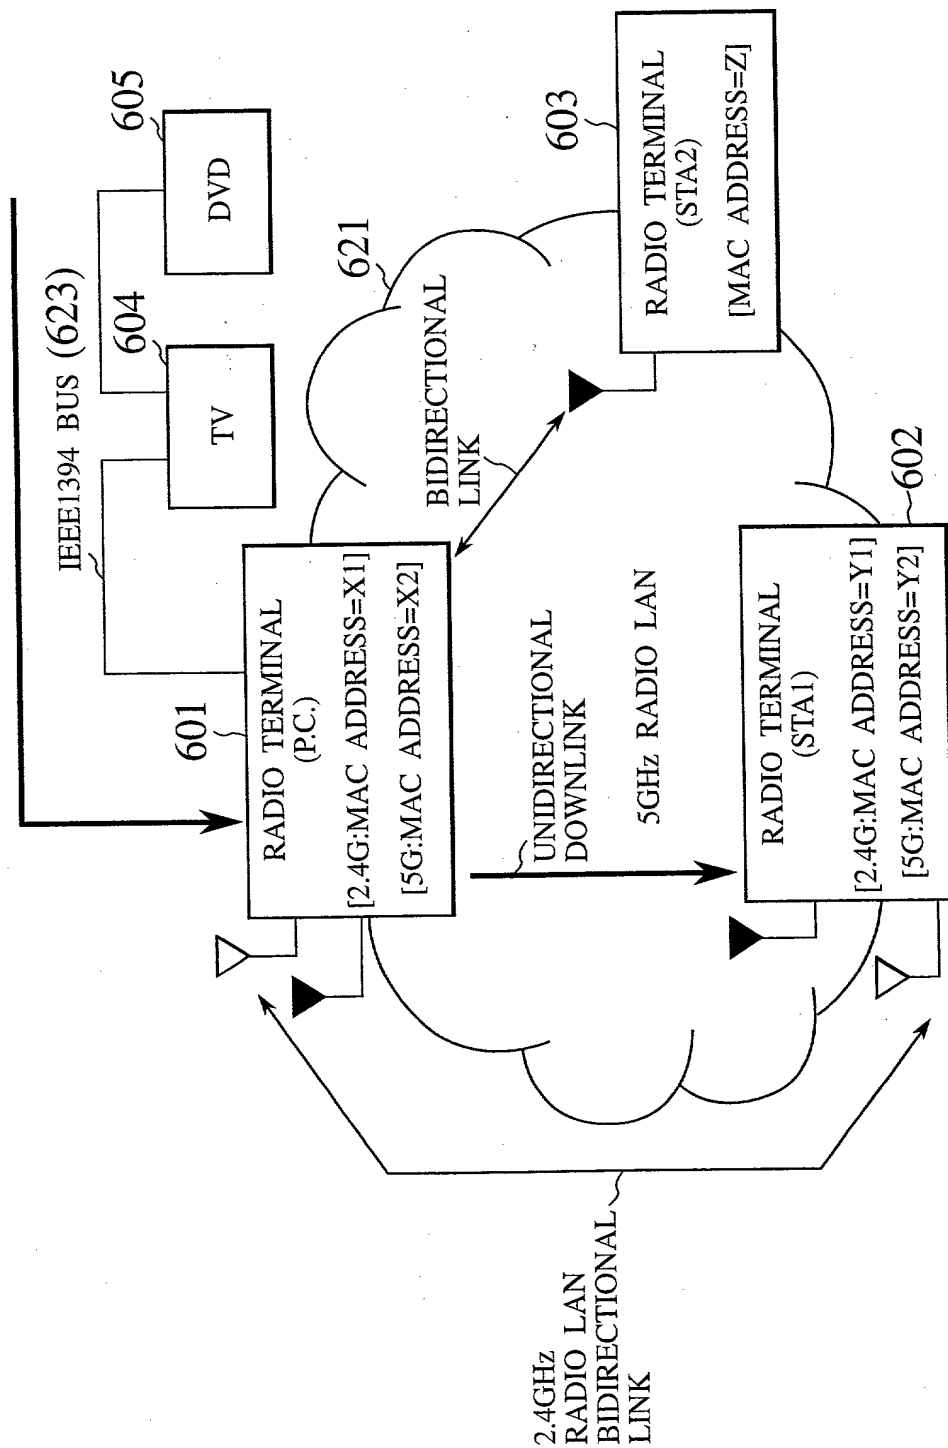 IEEE1394 BUS (623)
605
DVD
604
TV
601
RADIO TERMINAL
(P.C.)
[2.4G:MAC ADDRESS=X1]
[5G:MAC ADDRESS=X2]
621
BIDIRECTIONAL
LINK
603
RADIO TERMINAL
(STA2)
[MAC ADDRESS=Z]
UNIDIRECTIONAL
DOWNLINK
5GHz RADIO LAN
602
RADIO TERMINAL
(STA1)
[2.4G:MAC ADDRESS=Y1]
[5G:MAC ADDRESS=Y2]
2.4GHz
RADIO LAN
BIDIRECTIONAL
LINK